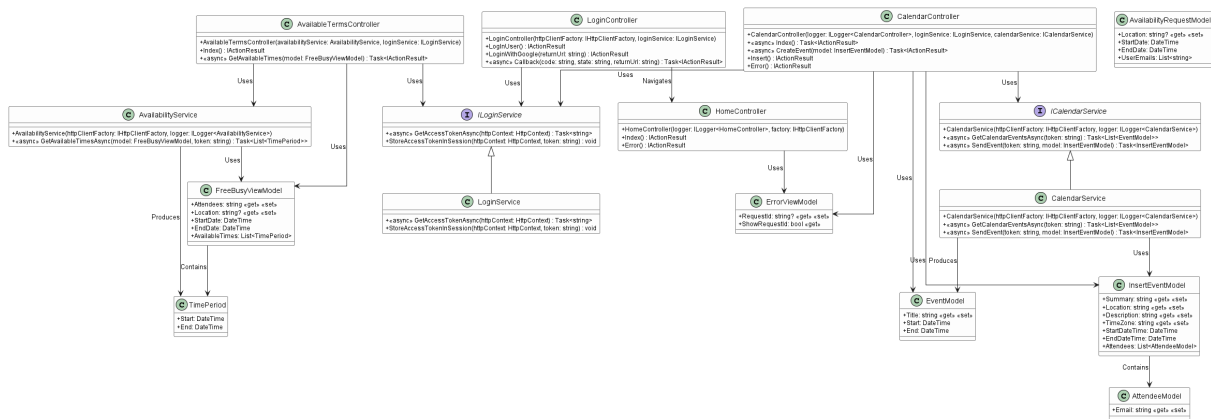 C AvailableTermsController
+AvailableTermsController(availabilityService: AvailabilityService, loginService: ILoginService)
+Index() : IActionResult
+«async» GetAvailableTimes(model: FreeBusyViewModel) : Task<IActionResult>
C LoginController
+LoginController(httpClientFactory: IHttpClientFactory, loginService: ILoginService)
+LoginUser() : IActionResult
+LoginWithGoogle(returnUrl: string) : IActionResult
+«async» Callback(code: string, state: string, returnUrl: string) : Task<IActionResult>
C CalendarController
+CalendarController(logger: ILogger<CalendarController>, loginService: ILoginService, calendarService: ICalendarService)
+«async» Index() : Task<IActionResult>
+«async» CreateEvent(model: InsertEventModel) : Task<IActionResult>
+Insert() : IActionResult
+Error() : IActionResult
C AvailabilityRequestModel
+Location: string? «get» «set»
+StartDate: DateTime
+EndDate: DateTime
+UserEmails: List<string>
Uses
Uses
Uses
Navigates
Uses
Uses
C AvailabilityService
+AvailabilityService(httpClientFactory: IHttpClientFactory, logger: ILogger<AvailabilityService>)
+«async» GetAvailableTimesAsync(model: FreeBusyViewModel, token: string) : Task<List<TimePeriod>>
I ILoginService
+«async» GetAccessTokenAsync(httpContext: HttpContext) : Task<string>
+StoreAccessTokenInSession(httpContext: HttpContext, token: string) : void
C HomeController
+HomeController(logger: ILogger<HomeController>, factory: IHttpClientFactory)
+Index() : IActionResult
+Error() : IActionResult
I ICalendarService
+CalendarService(httpClientFactory: IHttpClientFactory, logger: ILogger<CalendarService>)
+«async» GetCalendarEventsAsync(token: string) : Task<List<EventModel>>
+«async» SendEvent(token: string, model: InsertEventModel) : Task<InsertEventModel>
Uses
Uses
Uses
Uses
Uses
C FreeBusyViewModel
+Attendees: string «get» «set»
+Location: string? «get» «set»
+StartDate: DateTime
+EndDate: DateTime
+AvailableTimes: List<TimePeriod>
Produces
C LoginService
+«async» GetAccessTokenAsync(httpContext: HttpContext) : Task<string>
+StoreAccessTokenInSession(httpContext: HttpContext, token: string) : void
C ErrorViewModel
+RequestId: string? «get» «set»
+ShowRequestId: bool «get»
C CalendarService
+CalendarService(httpClientFactory: IHttpClientFactory, logger: ILogger<CalendarService>)
+«async» GetCalendarEventsAsync(token: string) : Task<List<EventModel>>
+«async» SendEvent(token: string, model: InsertEventModel) : Task<InsertEventModel>
Contains
Uses
Produces
Uses
C TimePeriod
+Start: DateTime
+End: DateTime
C EventModel
+Title: string «get» «set»
+Start: DateTime
+End: DateTime
C InsertEventModel
+Summary: string «get» «set»
+Location: string «get» «set»
+Description: string «get» «set»
+TimeZone: string «get» «set»
+StartDateTime: DateTime
+EndDateTime: DateTime
+Attendees: List<AttendeeModel>
Contains
C AttendeeModel
+Email: string «get» «set»